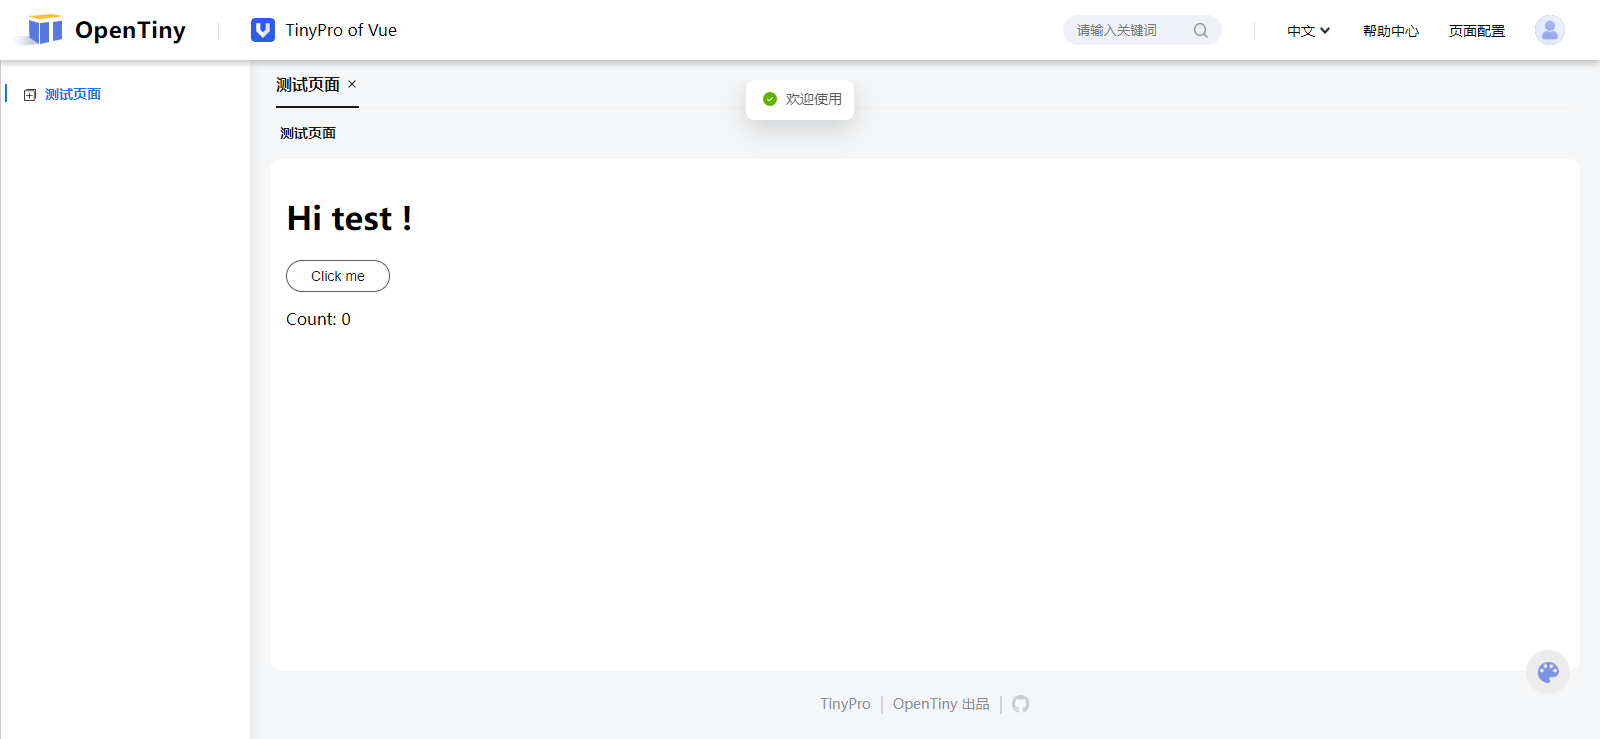 OpenTiny
TinyPro of Vue
请输入关键词
中文
帮助中心
页面配置
测试页面
测试页面 ×
欢迎使用
测试页面
Hi test !
Click me
Count: 0
TinyPro
OpenTiny 出品